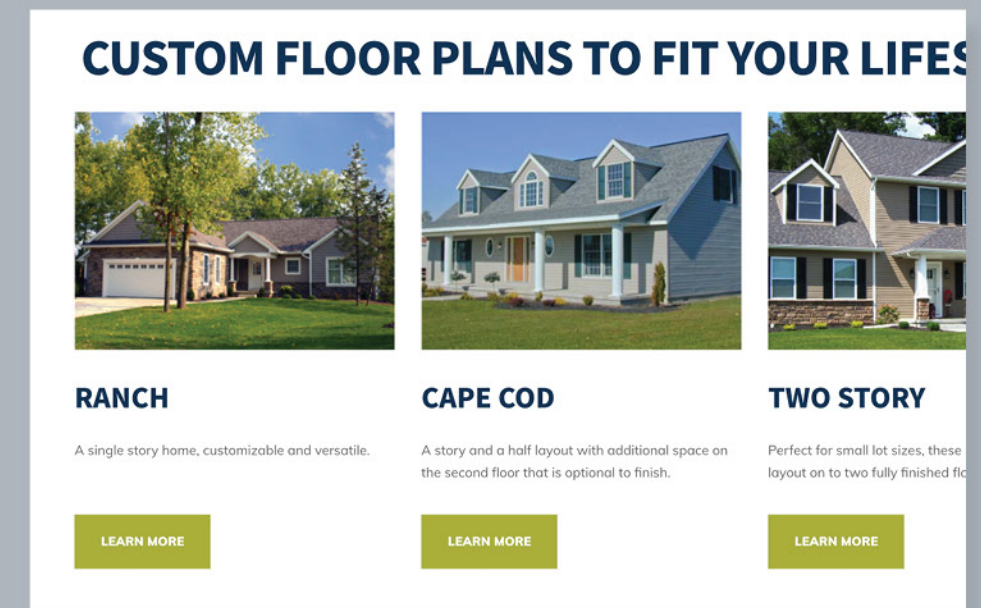 CUSTOM FLOOR PLANS TO FIT YOUR
RANCH
A single story home, customizable and versatile.
LEARN MORE
CAPE COD
A story and a half layout with additional space on
the second floor that is optional to finish.
LEARN MORE
TWO STORY
Perfect for small lot sizes, these
layout on to two fully finished
LEARN MORE